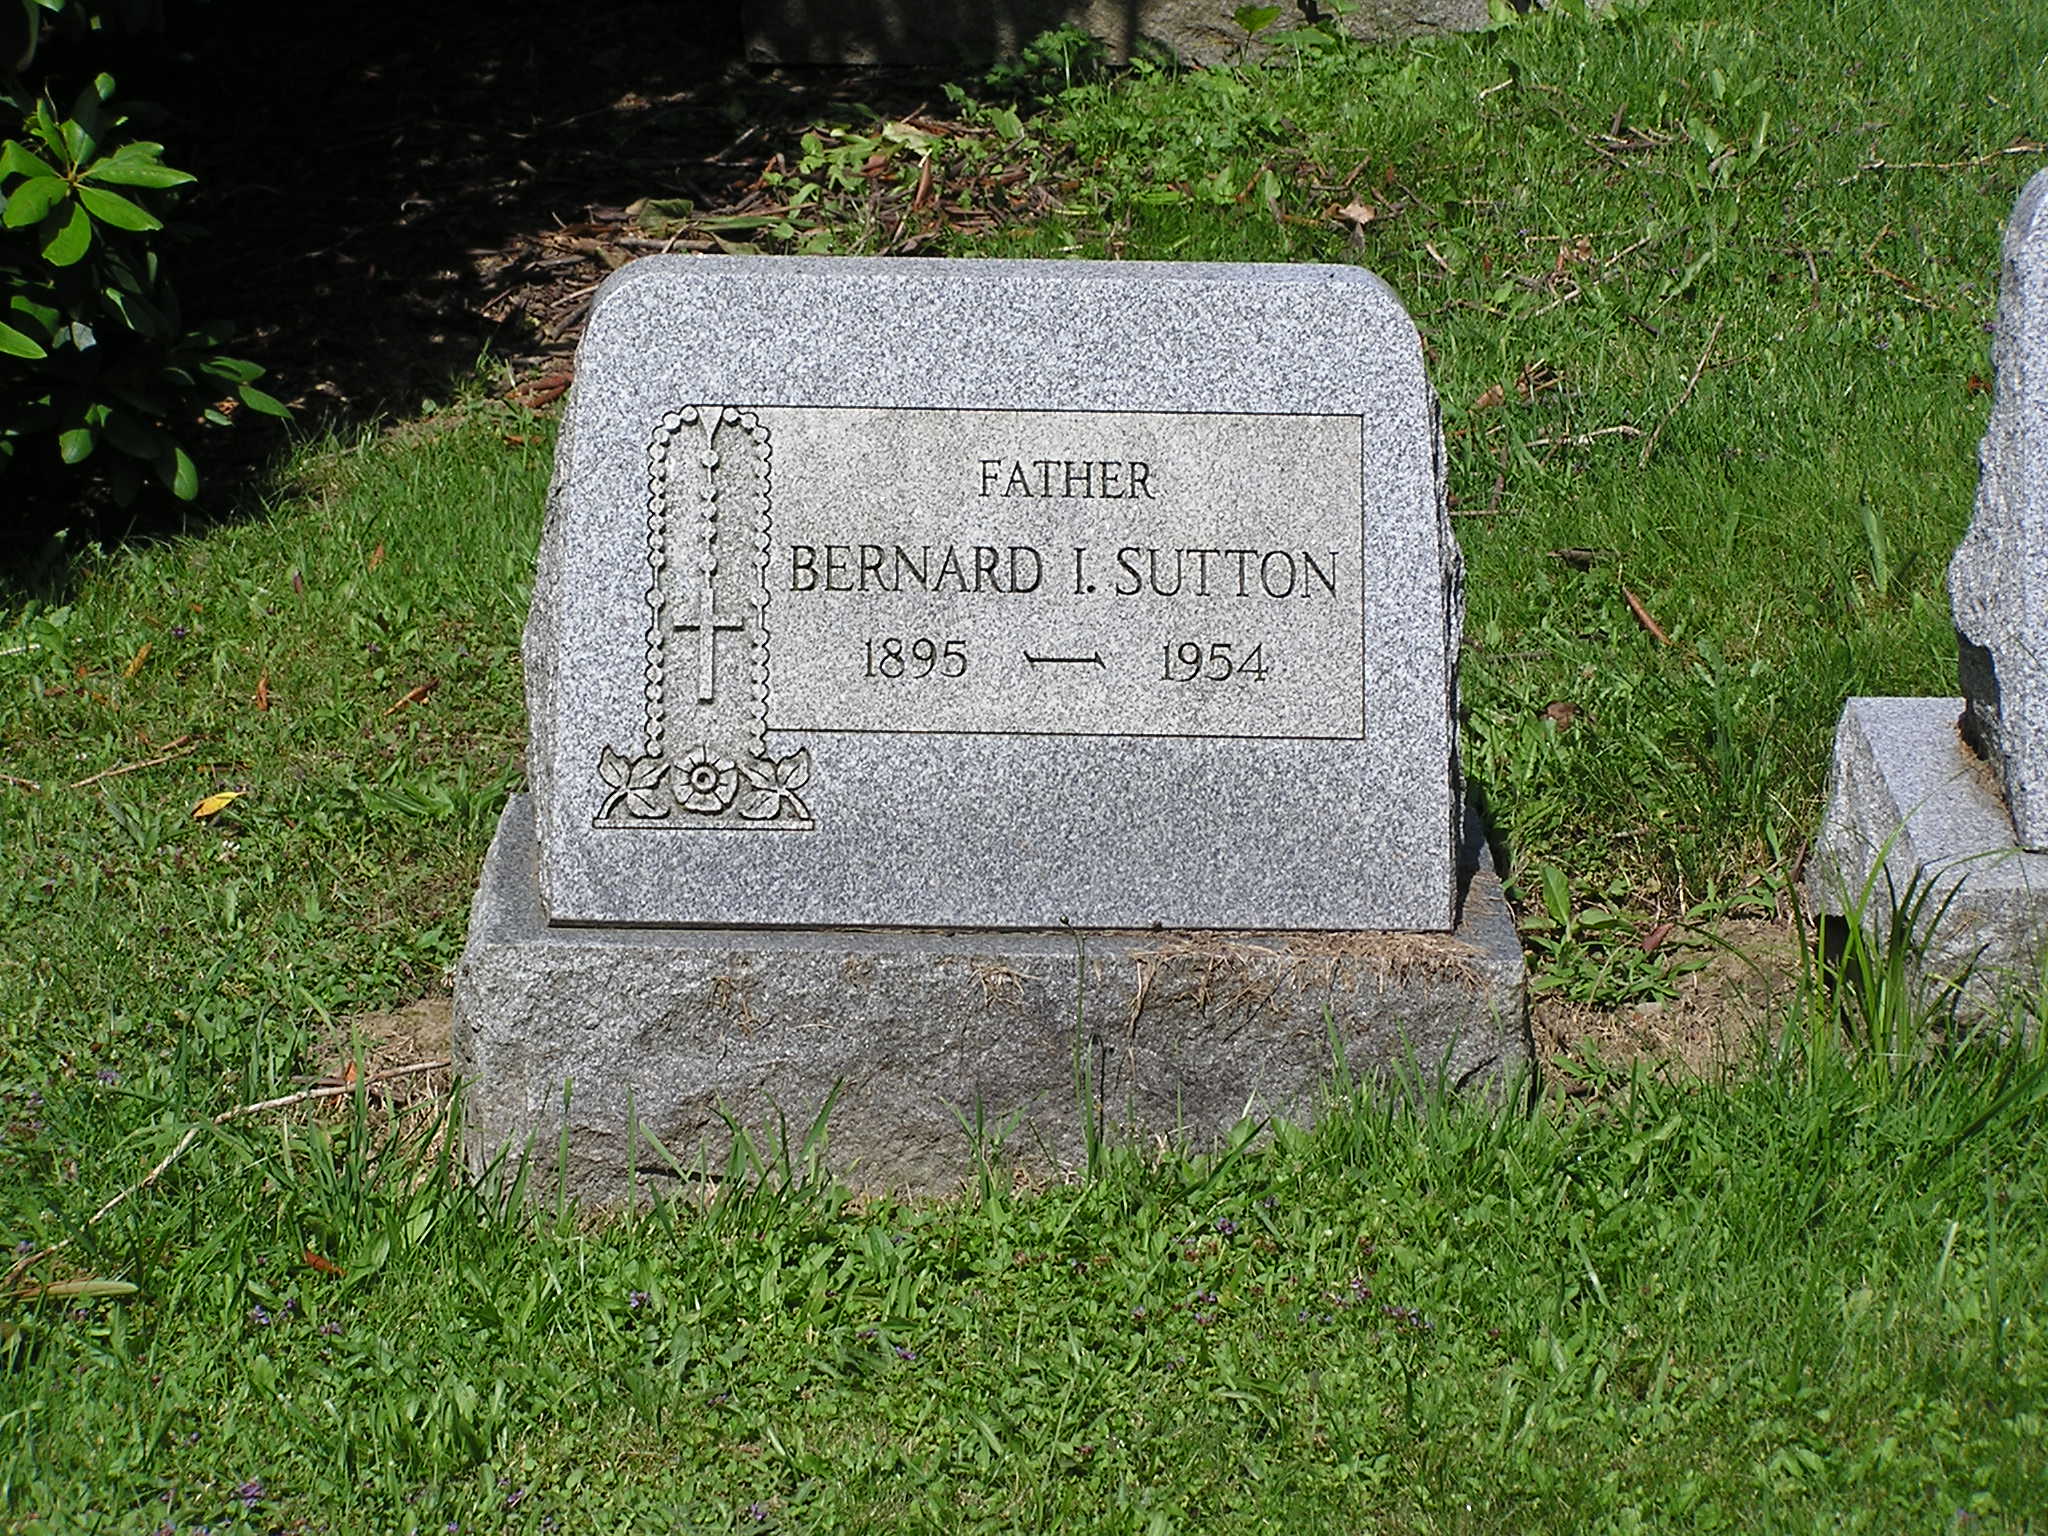 FATHER
BERNARD I. SUTTON
1895 — 1954